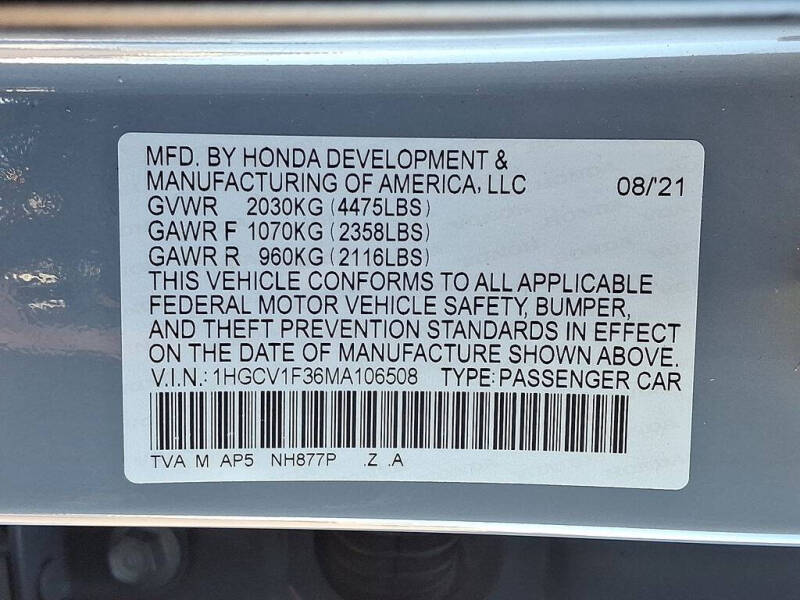 MFD. BY HONDA DEVELOPMENT &
MANUFACTURING OF AMERICA, LLC 08/'21
GVWR 2030KG (4475LBS)
GAWR F 1070KG (2358LBS)
GAWR R 960KG (2116LBS)
THIS VEHICLE CONFORMS TO ALL APPLICABLE
FEDERAL MOTOR VEHICLE SAFETY, BUMPER,
AND THEFT PREVENTION STANDARDS IN EFFECT
ON THE DATE OF MANUFACTURE SHOWN ABOVE.
V.I.N.: 1HGCV1F36MA106508 TYPE: PASSENGER CAR
TVA M AP5 NH877P .Z .A